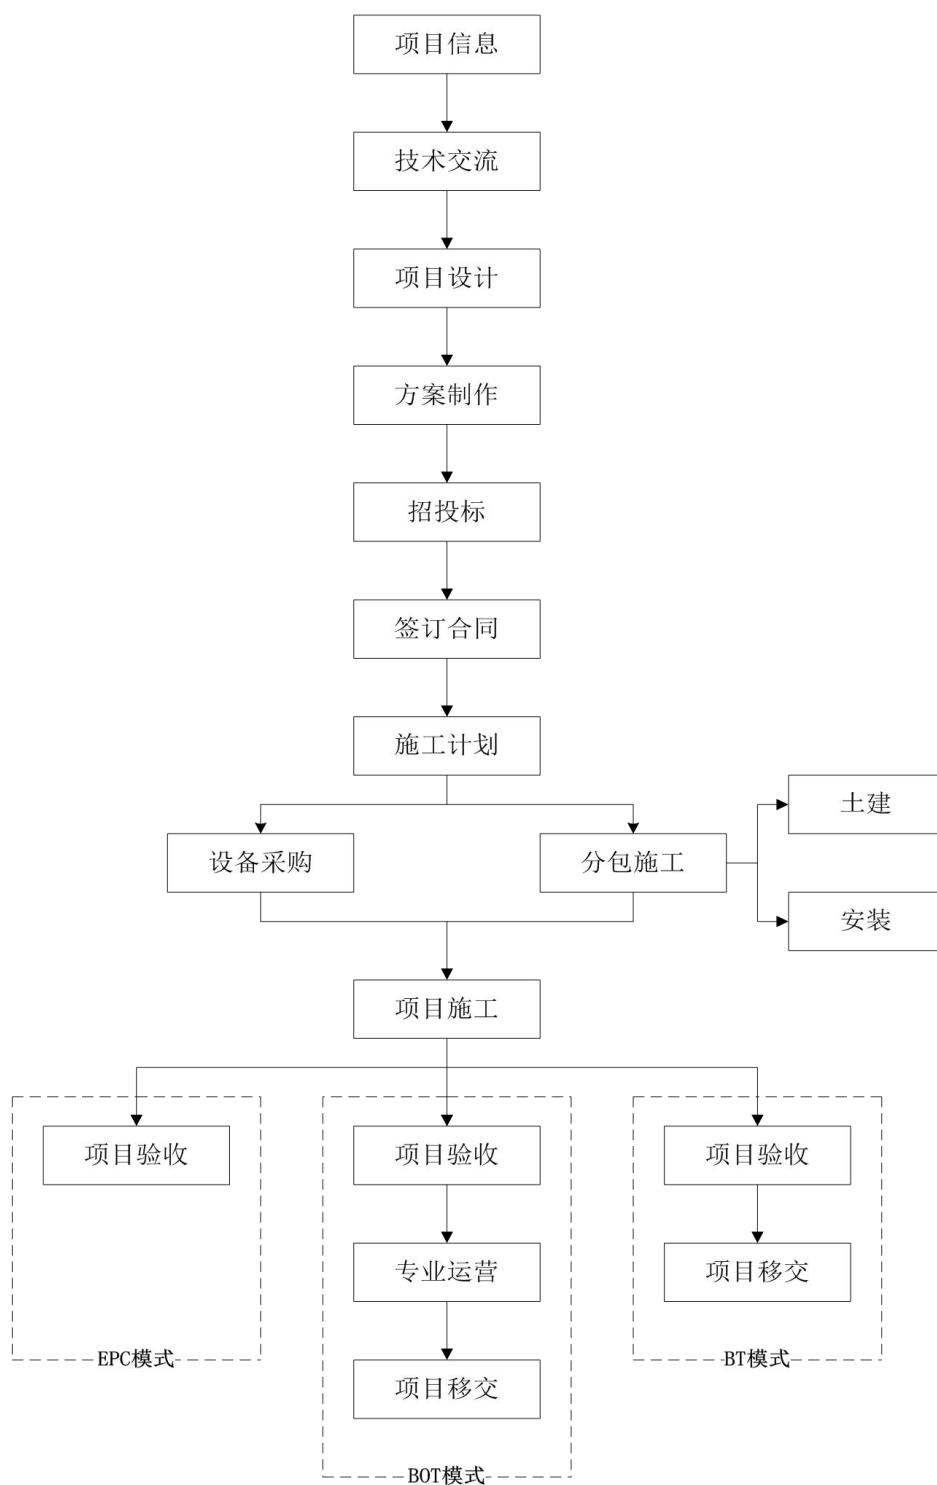 项目信息
技术交流
项目设计
方案制作
招投标
签订合同
施工计划
土建
设备采购
分包施工
安装
项目施工
项目验收
项目验收
项目验收
专业运营
项目移交
EPC模式
BT模式
项目移交
BOT模式